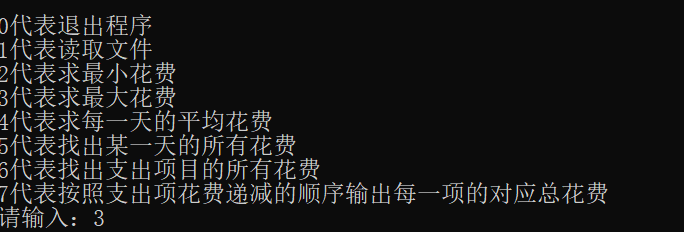 0代表退出程序
1代表读取文件
2代表求最小花费
3代表求最大花费
4代表求每一天的平均花费
5代表找出某一天的所有花费
6代表找出支出项目的所有花费
7代表按照支出项花费递减的顺序输出每一项的对应总花费
请输入：3